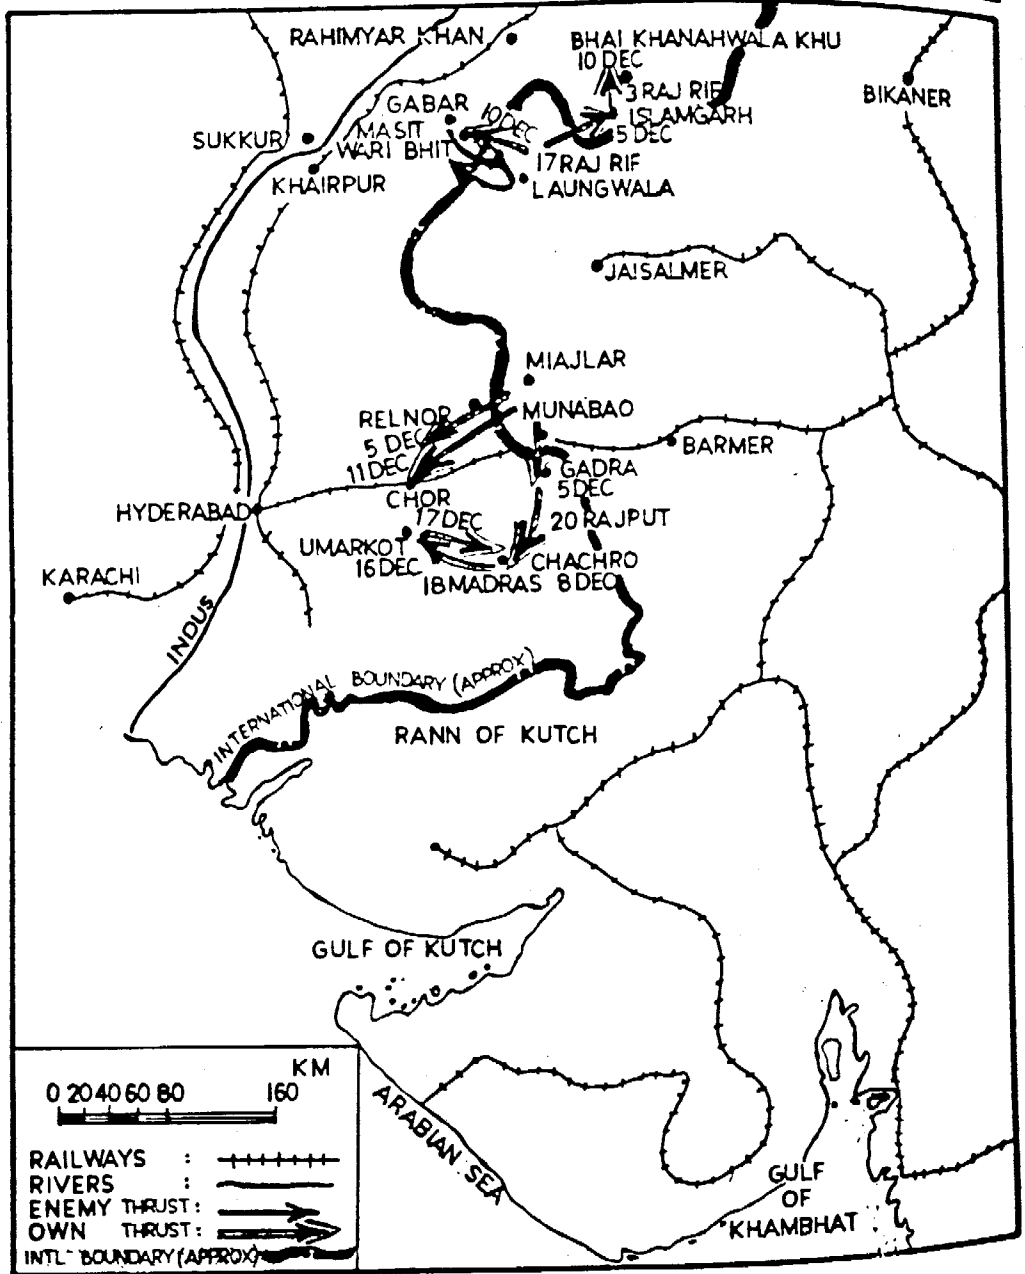 RAHIMYAR KHAN
BHAI KHANAHWALA KHU
10 DEC
3 RAJ RIF
BIKANER
GABAR
10 DEC
ISLAMGARH
5 DEC
SUKKUR
MASIT
WARI BHIT
17 RAJ RIF
KHAIRPUR
LAUNGWALA
JAISALMER
MIAJLAR
RELNOR
MUNABAO
5 DEC
BARMER
11 DEC
GADRA
5 DEC
CHOR
HYDERABAD
17 DEC
20 RAJPUT
UMARKOT
16 DEC
CHACHRO
18 MADRAS 8 DEC
KARACHI
INDUS
INTERNATIONAL BOUNDARY (APPROX)
RANN OF KUTCH
GULF OF KUTCH
ARABIAN SEA
GULF
OF
KHAMBHAT
KM
0 20 40 60 80 160
RAILWAYS :
RIVERS :
ENEMY THRUST :
OWN THRUST :
INTL BOUNDARY (APPROX)